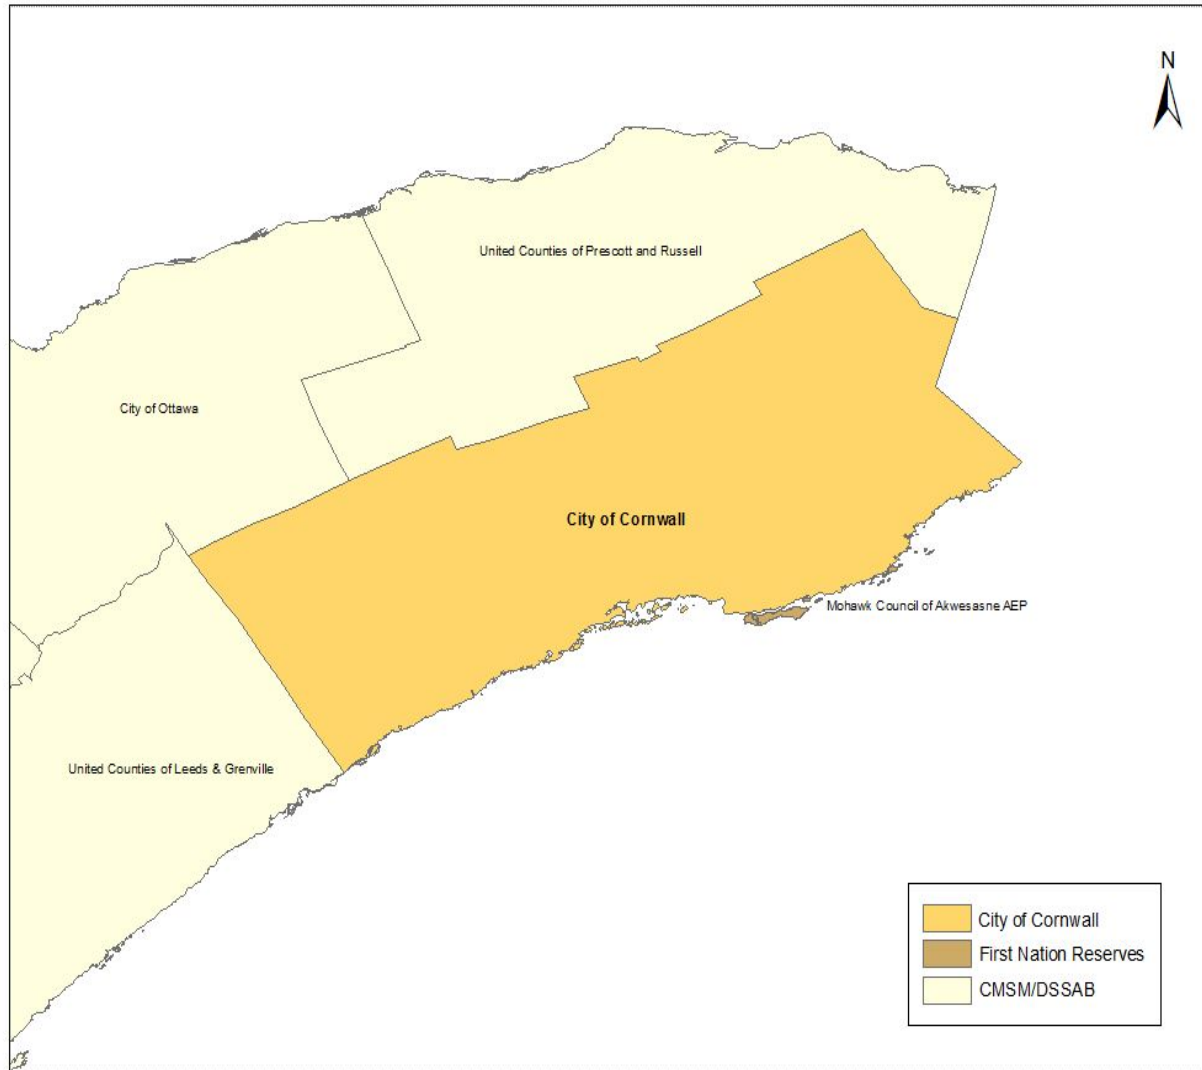 N
United Counties of Prescott and Russell
City of Ottawa
City of Cornwall
Mohawk Council of Akwesasne AEP
United Counties of Leeds & Grenville
City of Cornwall
First Nation Reserves
CMSM/DSSAB